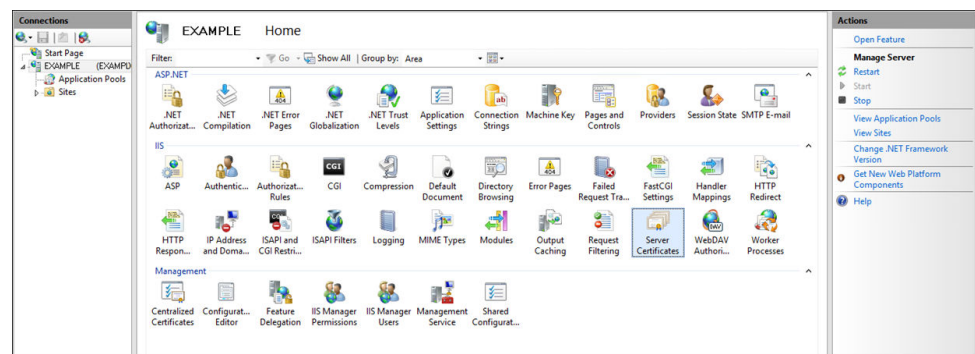 Connections
Start Page
EXAMPLE (EXAMPL
Application Pools
Sites
EXAMPLE Home
Filter: Go Show All Group by: Area
ASP.NET
.NET Authorizat...
.NET Compilation
.NET Error Pages
.NET Globalization
.NET Trust Levels
Application Settings
Connection Strings
Machine Key
Pages and Controls
Providers
Session State
SMTP E-mail
IIS
ASP
Authentic...
Authorizat... Rules
CGI
Compression
Default Document
Directory Browsing
Error Pages
Failed Request Tra...
FastCGI Settings
Handler Mappings
HTTP Redirect
HTTP Respon...
IP Address and Doma...
ISAPI and CGI Restri...
ISAPI Filters
Logging
MIME Types
Modules
Output Caching
Request Filtering
Server Certificates
WebDAV Authori...
Worker Processes
Management
Centralized Certificates
Configurat... Editor
Feature Delegation
IIS Manager Permissions
IIS Manager Users
Management Service
Shared Configurat...
Actions
Open Feature
Manage Server
Restart
Start
Stop
View Application Pools
View Sites
Change .NET Framework
Version
Get New Web Platform
Components
Help